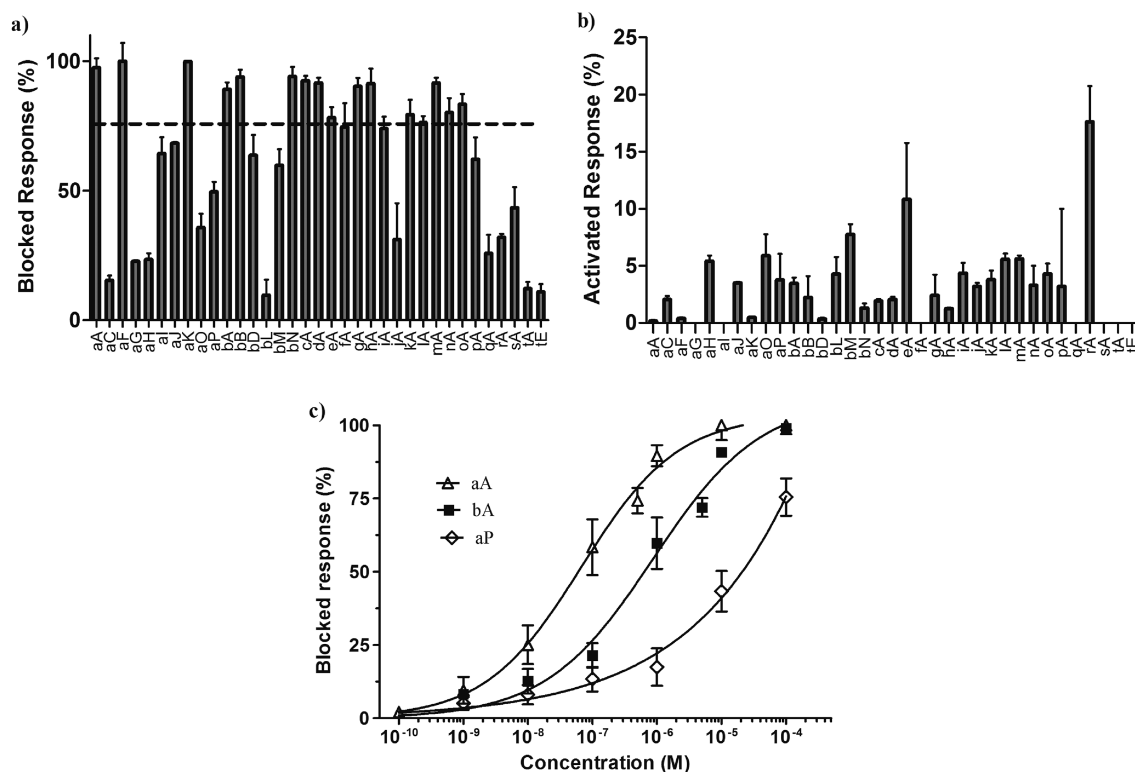 a)
Blocked Response (%)
100
50
0
aA aC aF aG aH aI aJ aK aO aP bA bB bD bL bM bN cA dA eA fA gA hA iA jA kA lA mA nA oA pA qA rA sA tA tE
b)
Activated Response (%)
25
20
15
10
5
0
aA aC aF aG aH aI aJ aK aO aP bA bB bD bL bM bN cA dA eA fA gA hA iA jA kA lA mA nA oA pA qA rA sA tA tE
c)
Blocked response (%)
100
75
50
25
0
aA
bA
aP
10⁻¹⁰ 10⁻⁹ 10⁻⁸ 10⁻⁷ 10⁻⁶ 10⁻⁵ 10⁻⁴
Concentration (M)